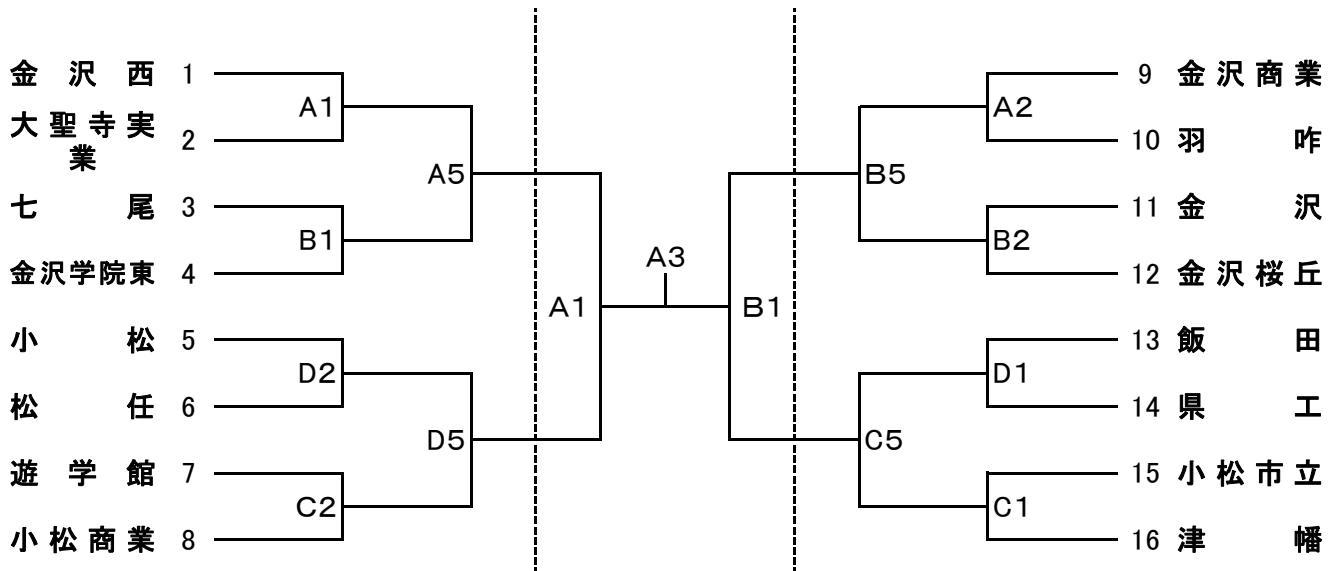 金沢西 1
A1
大聖寺実業 2
A5
七尾 3
B1
金沢学院東 4
A1
小松 5
D2
松任 6
D5
遊学館 7
C2
小松商業 8
A3
9 金沢商業
A2
10 羽咋
B5
11 金沢
B2
12 金沢桜丘
B1
13 飯田
D1
14 県工
C5
15 小松市立
C1
16 津幡